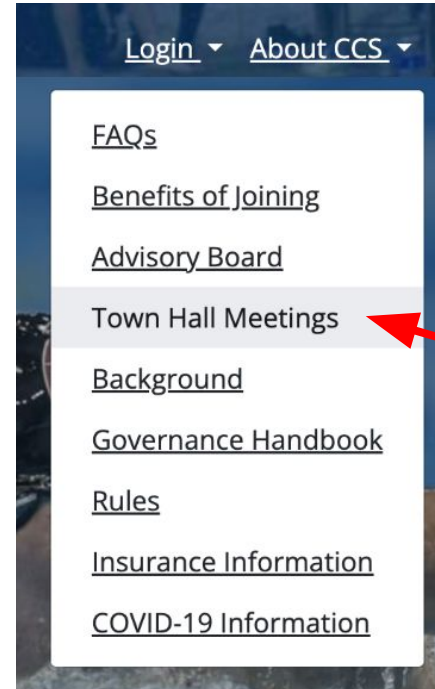 Login About CCS
FAQs
Benefits of Joining
Advisory Board
Town Hall Meetings
Background
Governance Handbook
Rules
Insurance Information
COVID-19 Information